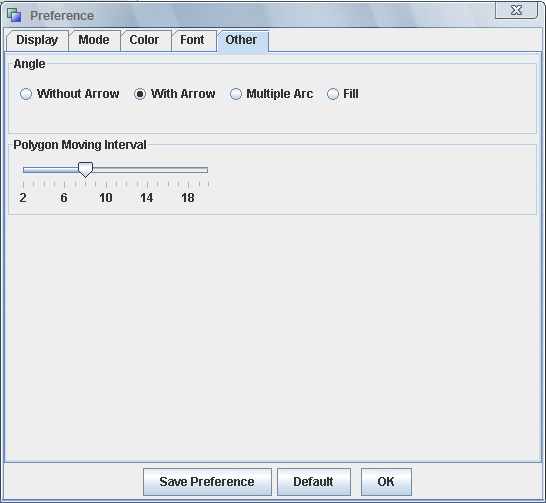 Preference
Display Mode Color Font Other
Angle
Without Arrow With Arrow Multiple Arc Fill
Polygon Moving Interval
2 6 10 14 18
Save Preference Default OK